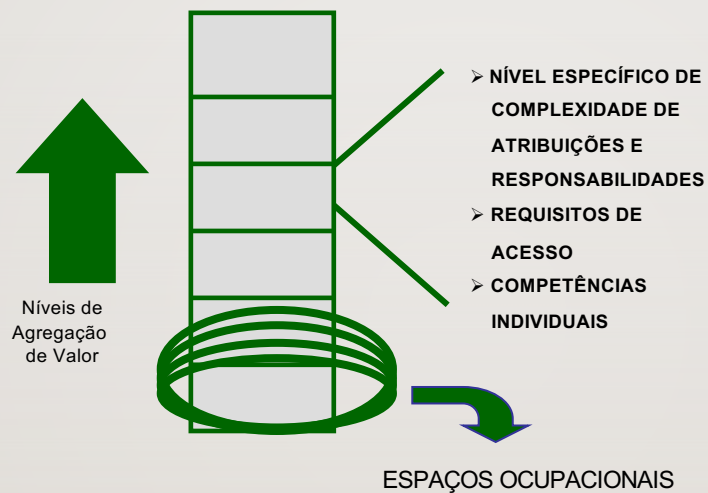 ➢ NÍVEL ESPECÍFICO DE
COMPLEXIDADE DE
ATRIBUIÇÕES E
RESPONSABILIDADES
➢ REQUISITOS DE
ACESSO
➢ COMPETÊNCIAS
INDIVIDUAIS
Níveis de
Agregação
de Valor
ESPAÇOS OCUPACIONAIS